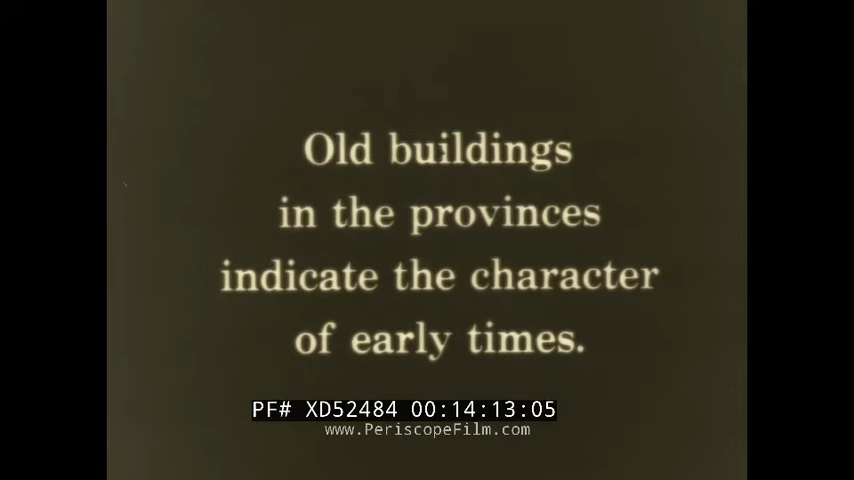 Old buildings
in the provinces
indicate the character
of early times.
PF# XD52484 00:14:13:05
www.PeriscopeFilm.com